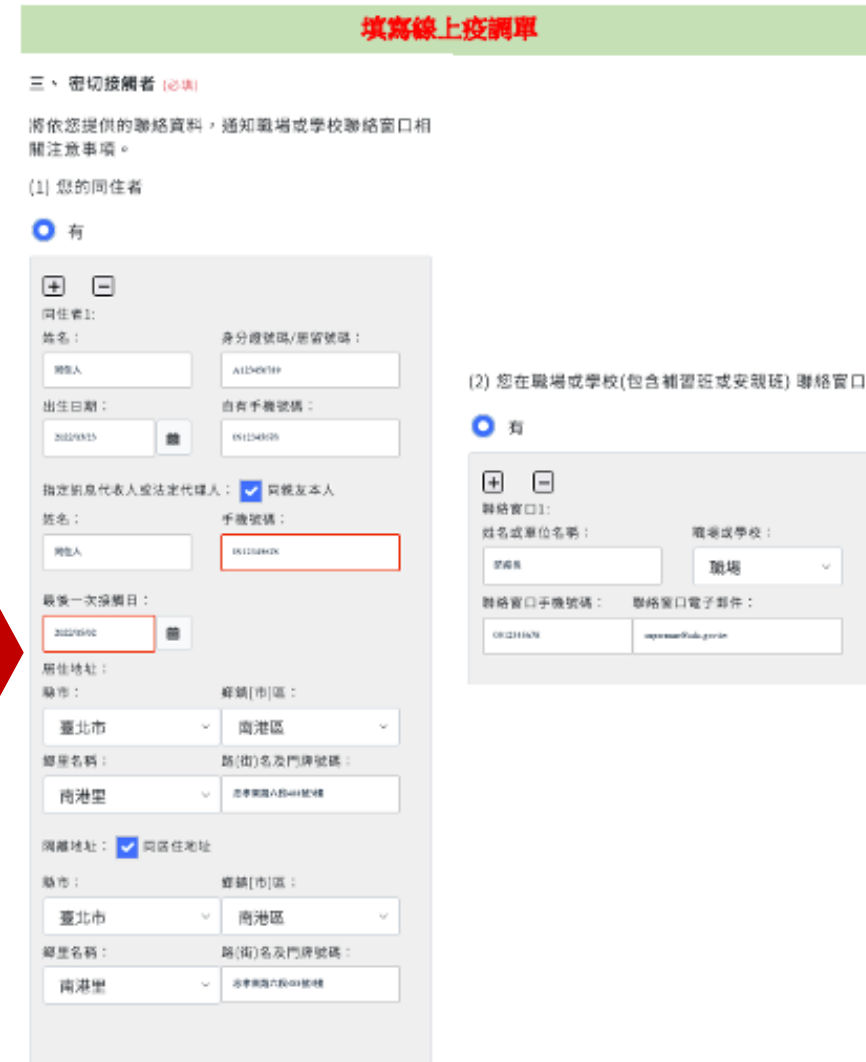 填寫線上疫調單
三、 密切接觸者 (必填)
將依您提供的聯絡資料，通知職場或學校聯絡窗口相
關注意事項。
(1) 您的同住者
有
同住者1:
姓名： 身分證號碼/居留號碼：
同住人 A123456789
出生日期： 自有手機號碼：
指定訊息代收人或法定代理人： 同親友本人
姓名： 手機號碼：
同住人
最後一次接觸日：
2022/05/02
居住地址：
縣市： 鄉鎮[市]區：
臺北市 南港區
鄉里名稱： 路(街)名及門牌號碼：
南港里
隔離地址： 同居住地址
縣市： 鄉鎮[市]區：
臺北市 南港區
鄉里名稱： 路(街)名及門牌號碼：
南港里
(2) 您在職場或學校(包含補習班或安親班) 聯絡窗口
有
聯絡窗口1:
姓名或單位名稱： 職場或學校：
職場
聯絡窗口手機號碼： 聯絡窗口電子郵件：